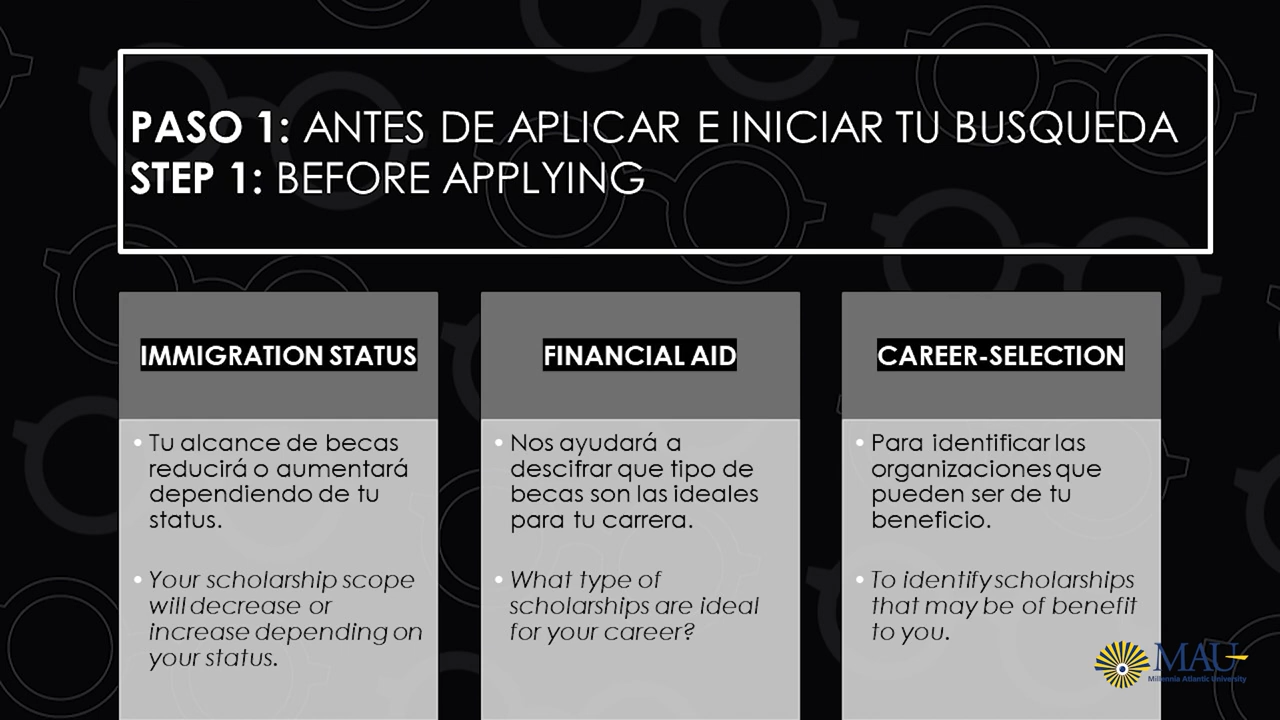 PASO 1: ANTES DE APLICAR E INICIAR TU BUSQUEDA
STEP 1: BEFORE APPLYING
IMMIGRATION STATUS
• Tu alcance de becas
reducirá o aumentará
dependiendo de tu
status.
• Your scholarship scope
will decrease or
increase depending on
your status.
FINANCIAL AID
• Nos ayudará a
descifrar que tipo de
becas son las ideales
para tu carrera.
• What type of
scholarships are ideal
for your career?
CAREER-SELECTION
• Para identificar las
organizaciones que
pueden ser de tu
beneficio.
• To identify scholarships
that may be of benefit
to you.
MAU
Millennia Atlantic University